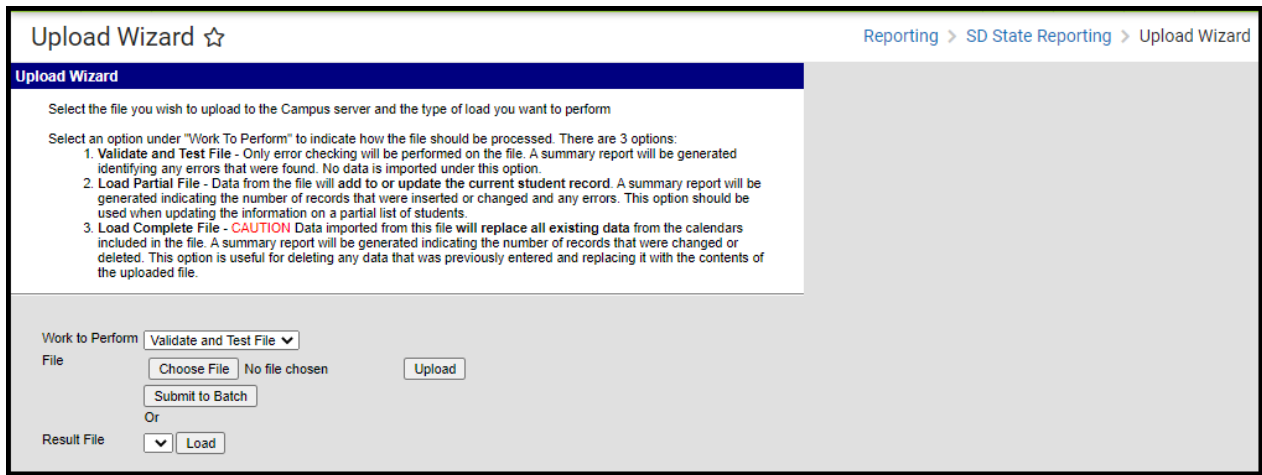 Upload Wizard ☆ Reporting > SD State Reporting > Upload Wizard
Upload Wizard
Select the file you wish to upload to the Campus server and the type of load you want to perform
Select an option under "Work To Perform" to indicate how the file should be processed. There are 3 options:
1. Validate and Test File - Only error checking will be performed on the file. A summary report will be generated
identifying any errors that were found. No data is imported under this option.
2. Load Partial File - Data from the file will add to or update the current student record. A summary report will be
generated indicating the number of records that were inserted or changed and any errors. This option should be
used when updating the information on a partial list of students.
3. Load Complete File - CAUTION Data imported from this file will replace all existing data from the calendars
included in the file. A summary report will be generated indicating the number of records that were changed or
deleted. This option is useful for deleting any data that was previously entered and replacing it with the contents of
the uploaded file.
Work to Perform Validate and Test File
File Choose File No file chosen Upload
Submit to Batch
Or
Result File Load